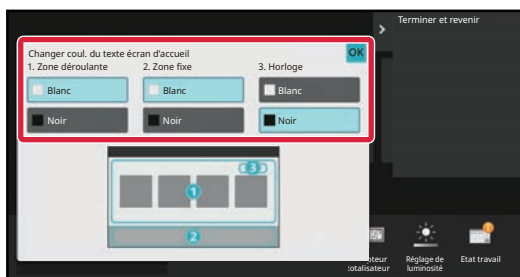 Terminer et revenir
Changer coul. du texte écran d'accueil
OK
1. Zone déroulante
2. Zone fixe
3. Horloge
Blanc
Blanc
Blanc
Noir
Noir
Noir
3
1
2
Réglage de
luminosité
Etat travail
totalisateur